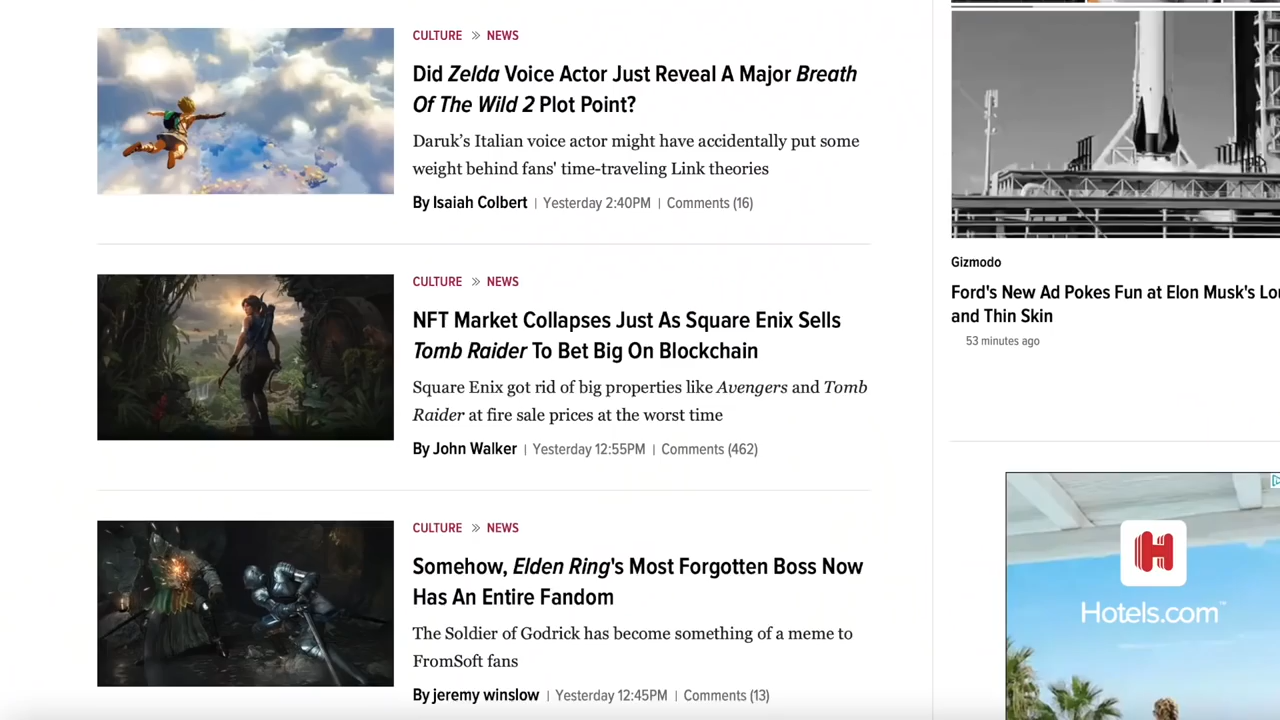 CULTURE » NEWS
Did Zelda Voice Actor Just Reveal A Major Breath
Of The Wild 2 Plot Point?
Daruk's Italian voice actor might have accidentally put some
weight behind fans' time-traveling Link theories
By Isaiah Colbert | Yesterday 2:40PM | Comments (16)
CULTURE » NEWS
NFT Market Collapses Just As Square Enix Sells
Tomb Raider To Bet Big On Blockchain
Square Enix got rid of big properties like Avengers and Tomb
Raider at fire sale prices at the worst time
By John Walker | Yesterday 12:55PM | Comments (462)
CULTURE » NEWS
Somehow, Elden Ring's Most Forgotten Boss Now
Has An Entire Fandom
The Soldier of Godrick has become something of a meme to
FromSoft fans
By jeremy winslow | Yesterday 12:45PM | Comments (13)
Gizmodo
Ford's New Ad Pokes Fun at Elon Musk's
and Thin Skin
53 minutes ago
H
Hotels.com™